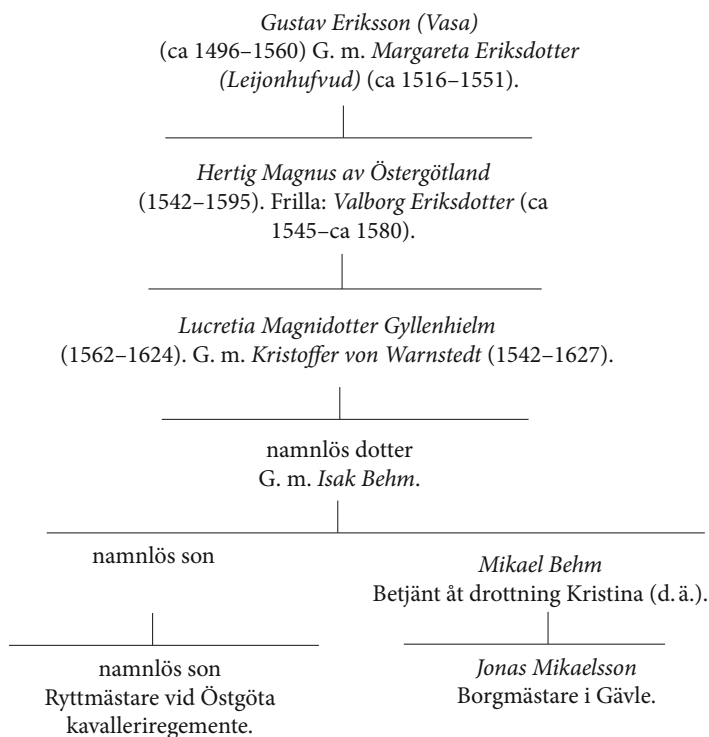 Gustav Eriksson (Vasa)
(ca 1496–1560) G. m. Margareta Eriksdotter
(Leijonhufvud) (ca 1516–1551).
Hertig Magnus av Östergötland
(1542–1595). Frilla: Valborg Eriksdotter (ca
1545–ca 1580).
Lucretia Magnidotter Gyllenhielm
(1562–1624). G. m. Kristoffer von Warnstedt (1542–1627).
namnlös dotter
G. m. Isak Behm.
namnlös son
Mikael Behm
Betjänt åt drottning Kristina (d. ä.).
namnlös son
Ryttmästare vid Östgöta
kavalleriregemente.
Jonas Mikaelsson
Borgmästare i Gävle.